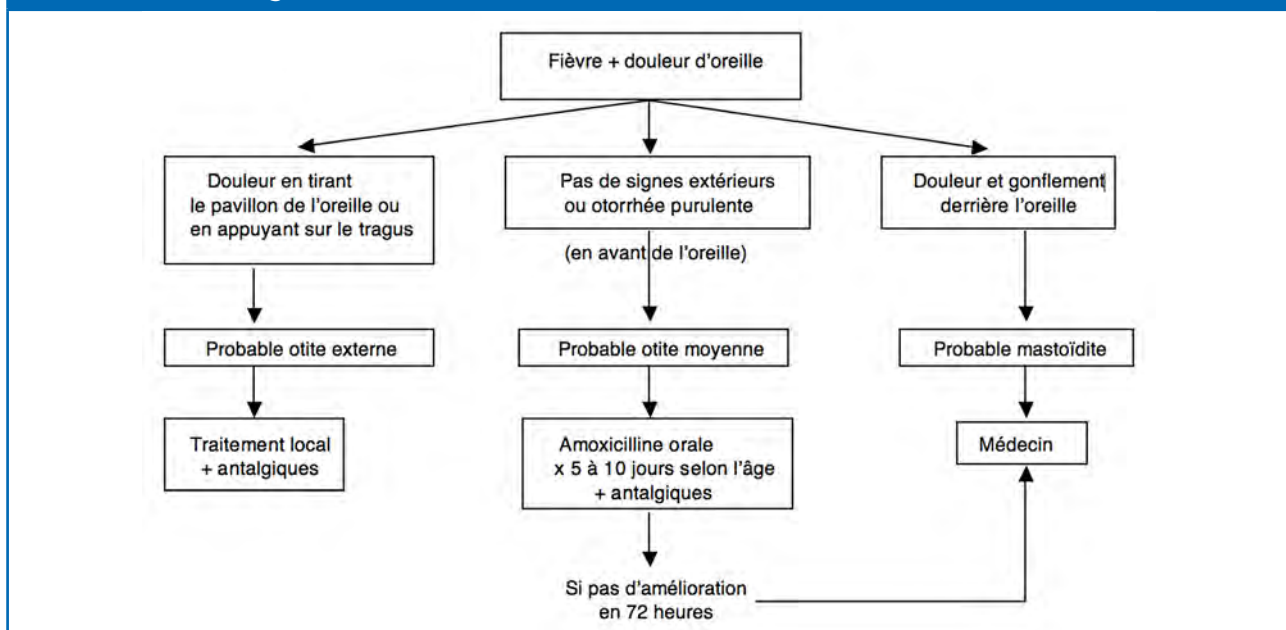 Fièvre + douleur d'oreille
Douleur en tirant
le pavillon de l'oreille ou
en appuyant sur le tragus
Pas de signes extérieurs
ou otorrhée purulente
Douleur et gonflement
derrière l'oreille
(en avant de l'oreille)
Probable otite externe
Probable otite moyenne
Probable mastoïdite
Traitement local
+ antalgiques
Amoxicilline orale
x 5 à 10 jours selon l'âge
+ antalgiques
Médecin
Si pas d'amélioration
en 72 heures